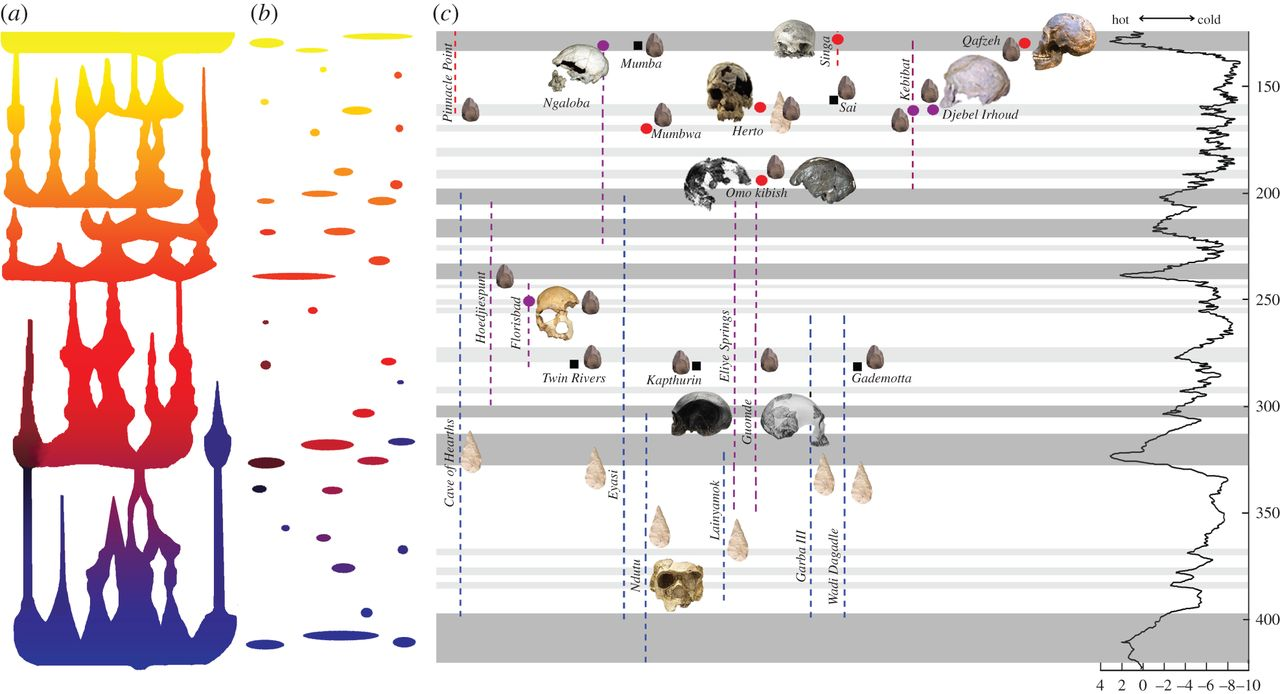 (a)
(b)
(c)
hot
cold
Pinnacle Point
Ngaloba
Mumba
Singa
Qafzeh
Kebibat
Mumbwa
Herto
Sai
Djebel Irhoud
150
Omo kibish
200
Hoedjiespunt
Florisbad
Eliye Springs
250
Twin Rivers
Kapthurin
Gademotta
Guomde
300
Cave of Hearths
Eyasi
Lainyamok
350
Ndutu
Garba III
Wadi Dagadle
400
4 2 0 –2 –4 –6 –8 –10